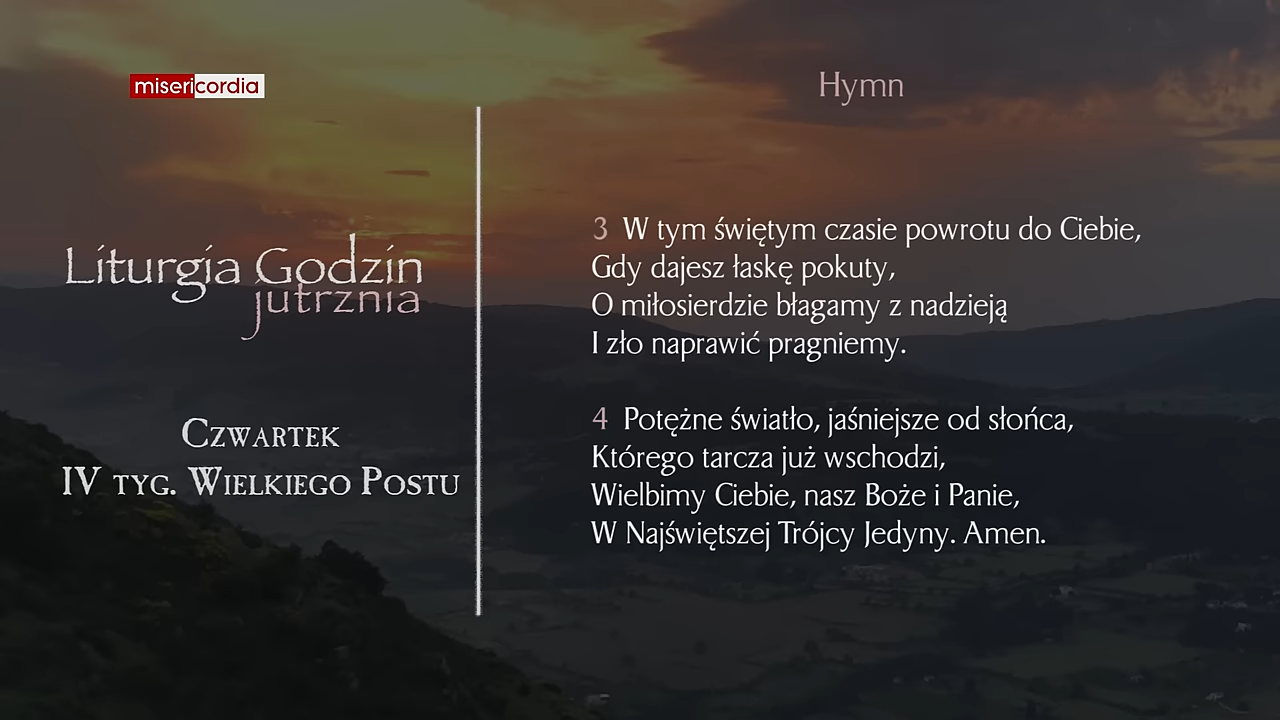 misericordia
Liturgia Godzin
jutrznia
Czwartek
IV tyg. Wielkiego Postu
Hymn
3 W tym świętym czasie powrotu do Ciebie,
Gdy dajesz łaskę pokuty,
O miłosierdzie błagamy z nadzieją
I zło naprawić pragniemy.
4 Potężne światło, jaśniejsze od słońca,
Którego tarcza już wschodzi,
Wielbimy Ciebie, nasz Boże i Panie,
W Najświętszej Trójcy Jedyny. Amen.